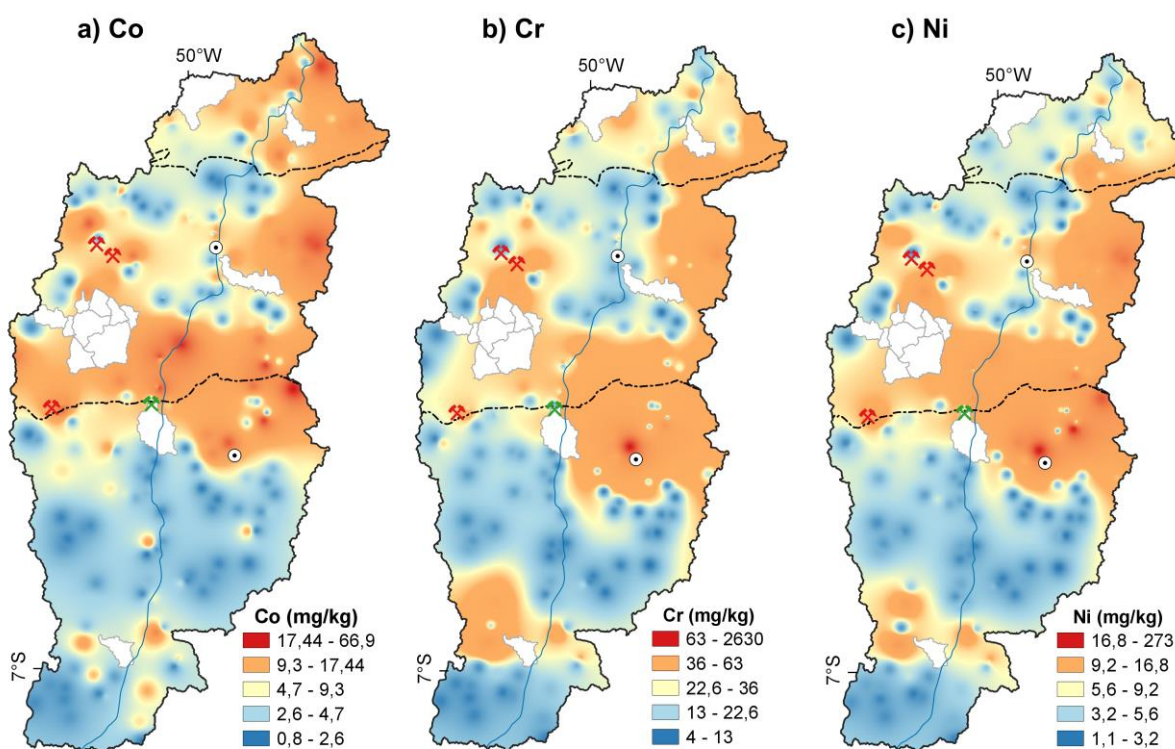 a) Co
50°W
7°S
Co (mg/kg)
17,44 - 66,9
9,3 - 17,44
4,7 - 9,3
2,6 - 4,7
0,8 - 2,6
b) Cr
50°W
7°S
Cr (mg/kg)
63 - 2630
36 - 63
22,6 - 36
13 - 22,6
4 - 13
c) Ni
50°W
7°S
Ni (mg/kg)
16,8 - 273
9,2 - 16,8
5,6 - 9,2
3,2 - 5,6
1,1 - 3,2